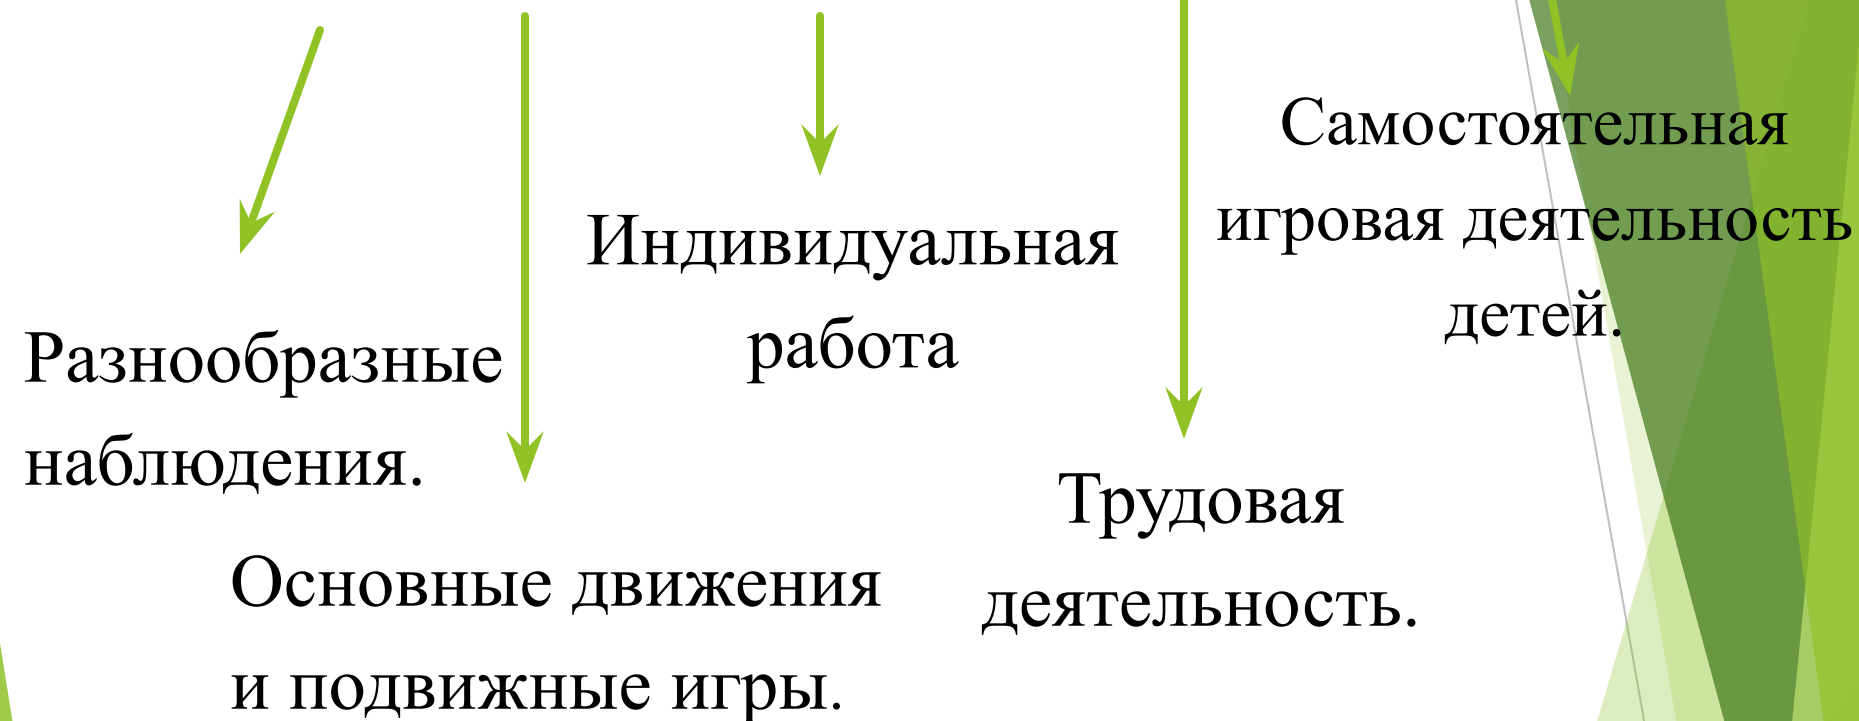 Разнообразные
наблюдения.
Основные движения
и подвижные игры.
Индивидуальная
работа
Трудовая
деятельность.
Самостоятельная
игровая деятельность
детей.